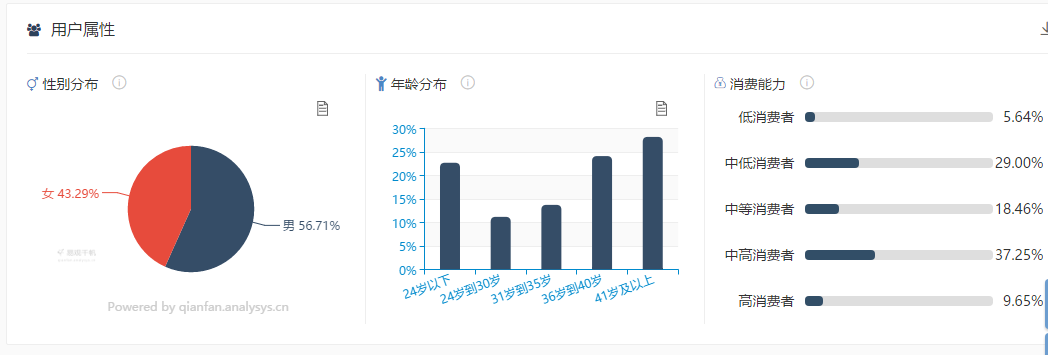 用户属性
性别分布
女 43.29%
男 56.71%
Powered by qianfan.analysys.cn
年龄分布
30%
25%
20%
15%
10%
5%
0%
24岁以下
24岁到30岁
31岁到35岁
36岁到40岁
41岁及以上
消费能力
低消费者 5.64%
中低消费者 29.00%
中等消费者 18.46%
中高消费者 37.25%
高消费者 9.65%